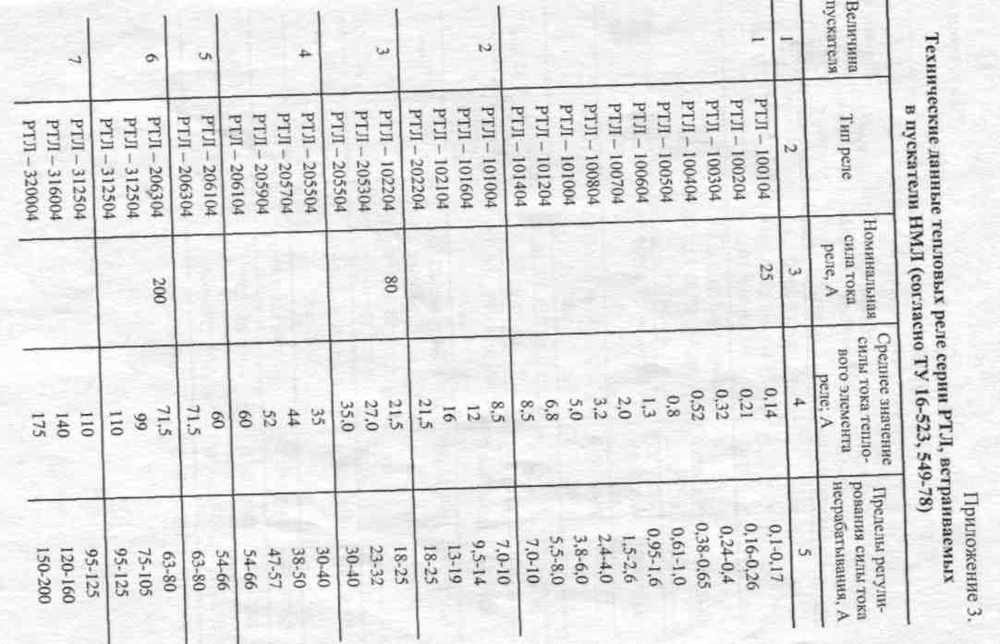 Приложение 3.
Технические данные тепловых реле серии РТЛ, встраиваемых
в пускатели НМЛ (согласно ТУ 16-523, 549-78)
Величина
пускателя
Тип реле
Номинальная
сила тока
реле, А
Среднее значение
силы тока тепло-
вого элемента
реле; А
Пределы регули-
рования силы тока
несрабатывания, А
1 2 3 4 5
1 РТЛ – 100104 25 0,14 0,1-0,17
РТЛ – 100204 0,21 0,16-0,26
РТЛ – 100304 0,32 0,24-0,4
РТЛ – 100404 0,52 0,38-0,65
РТЛ – 100504 0,8 0,61-1,0
РТЛ – 100604 1,3 0,95-1,6
РТЛ – 100704 2,0 1,5-2,6
РТЛ – 100804 3,2 2,4-4,0
РТЛ – 101004 5,0 3,8-6,0
РТЛ – 101204 6,8 5,5-8,0
РТЛ – 101404 8,5 7,0-10
2 РТЛ – 101004 8,5 7,0-10
РТЛ – 101604 12 9,5-14
РТЛ – 102104 16 13-19
РТЛ – 202204 21,5 18-25
3 РТЛ – 102204 80 21,5 18-25
РТЛ – 205304 27,0 23-32
РТЛ – 205504 35,0 30-40
4 РТЛ – 205504 35 30-40
РТЛ – 205704 44 38-50
РТЛ – 205904 52 47-57
РТЛ – 206104 60 54-66
5 РТЛ – 206104 60 54-66
РТЛ – 206304 71,5 63-80
6 РТЛ – 206304 200 71,5 63-80
РТЛ – 312504 99 75-105
РТЛ – 312504 110 95-125
7 РТЛ – 312504 110 95-125
РТЛ – 316004 140 120-160
РТЛ – 320004 175 150-200